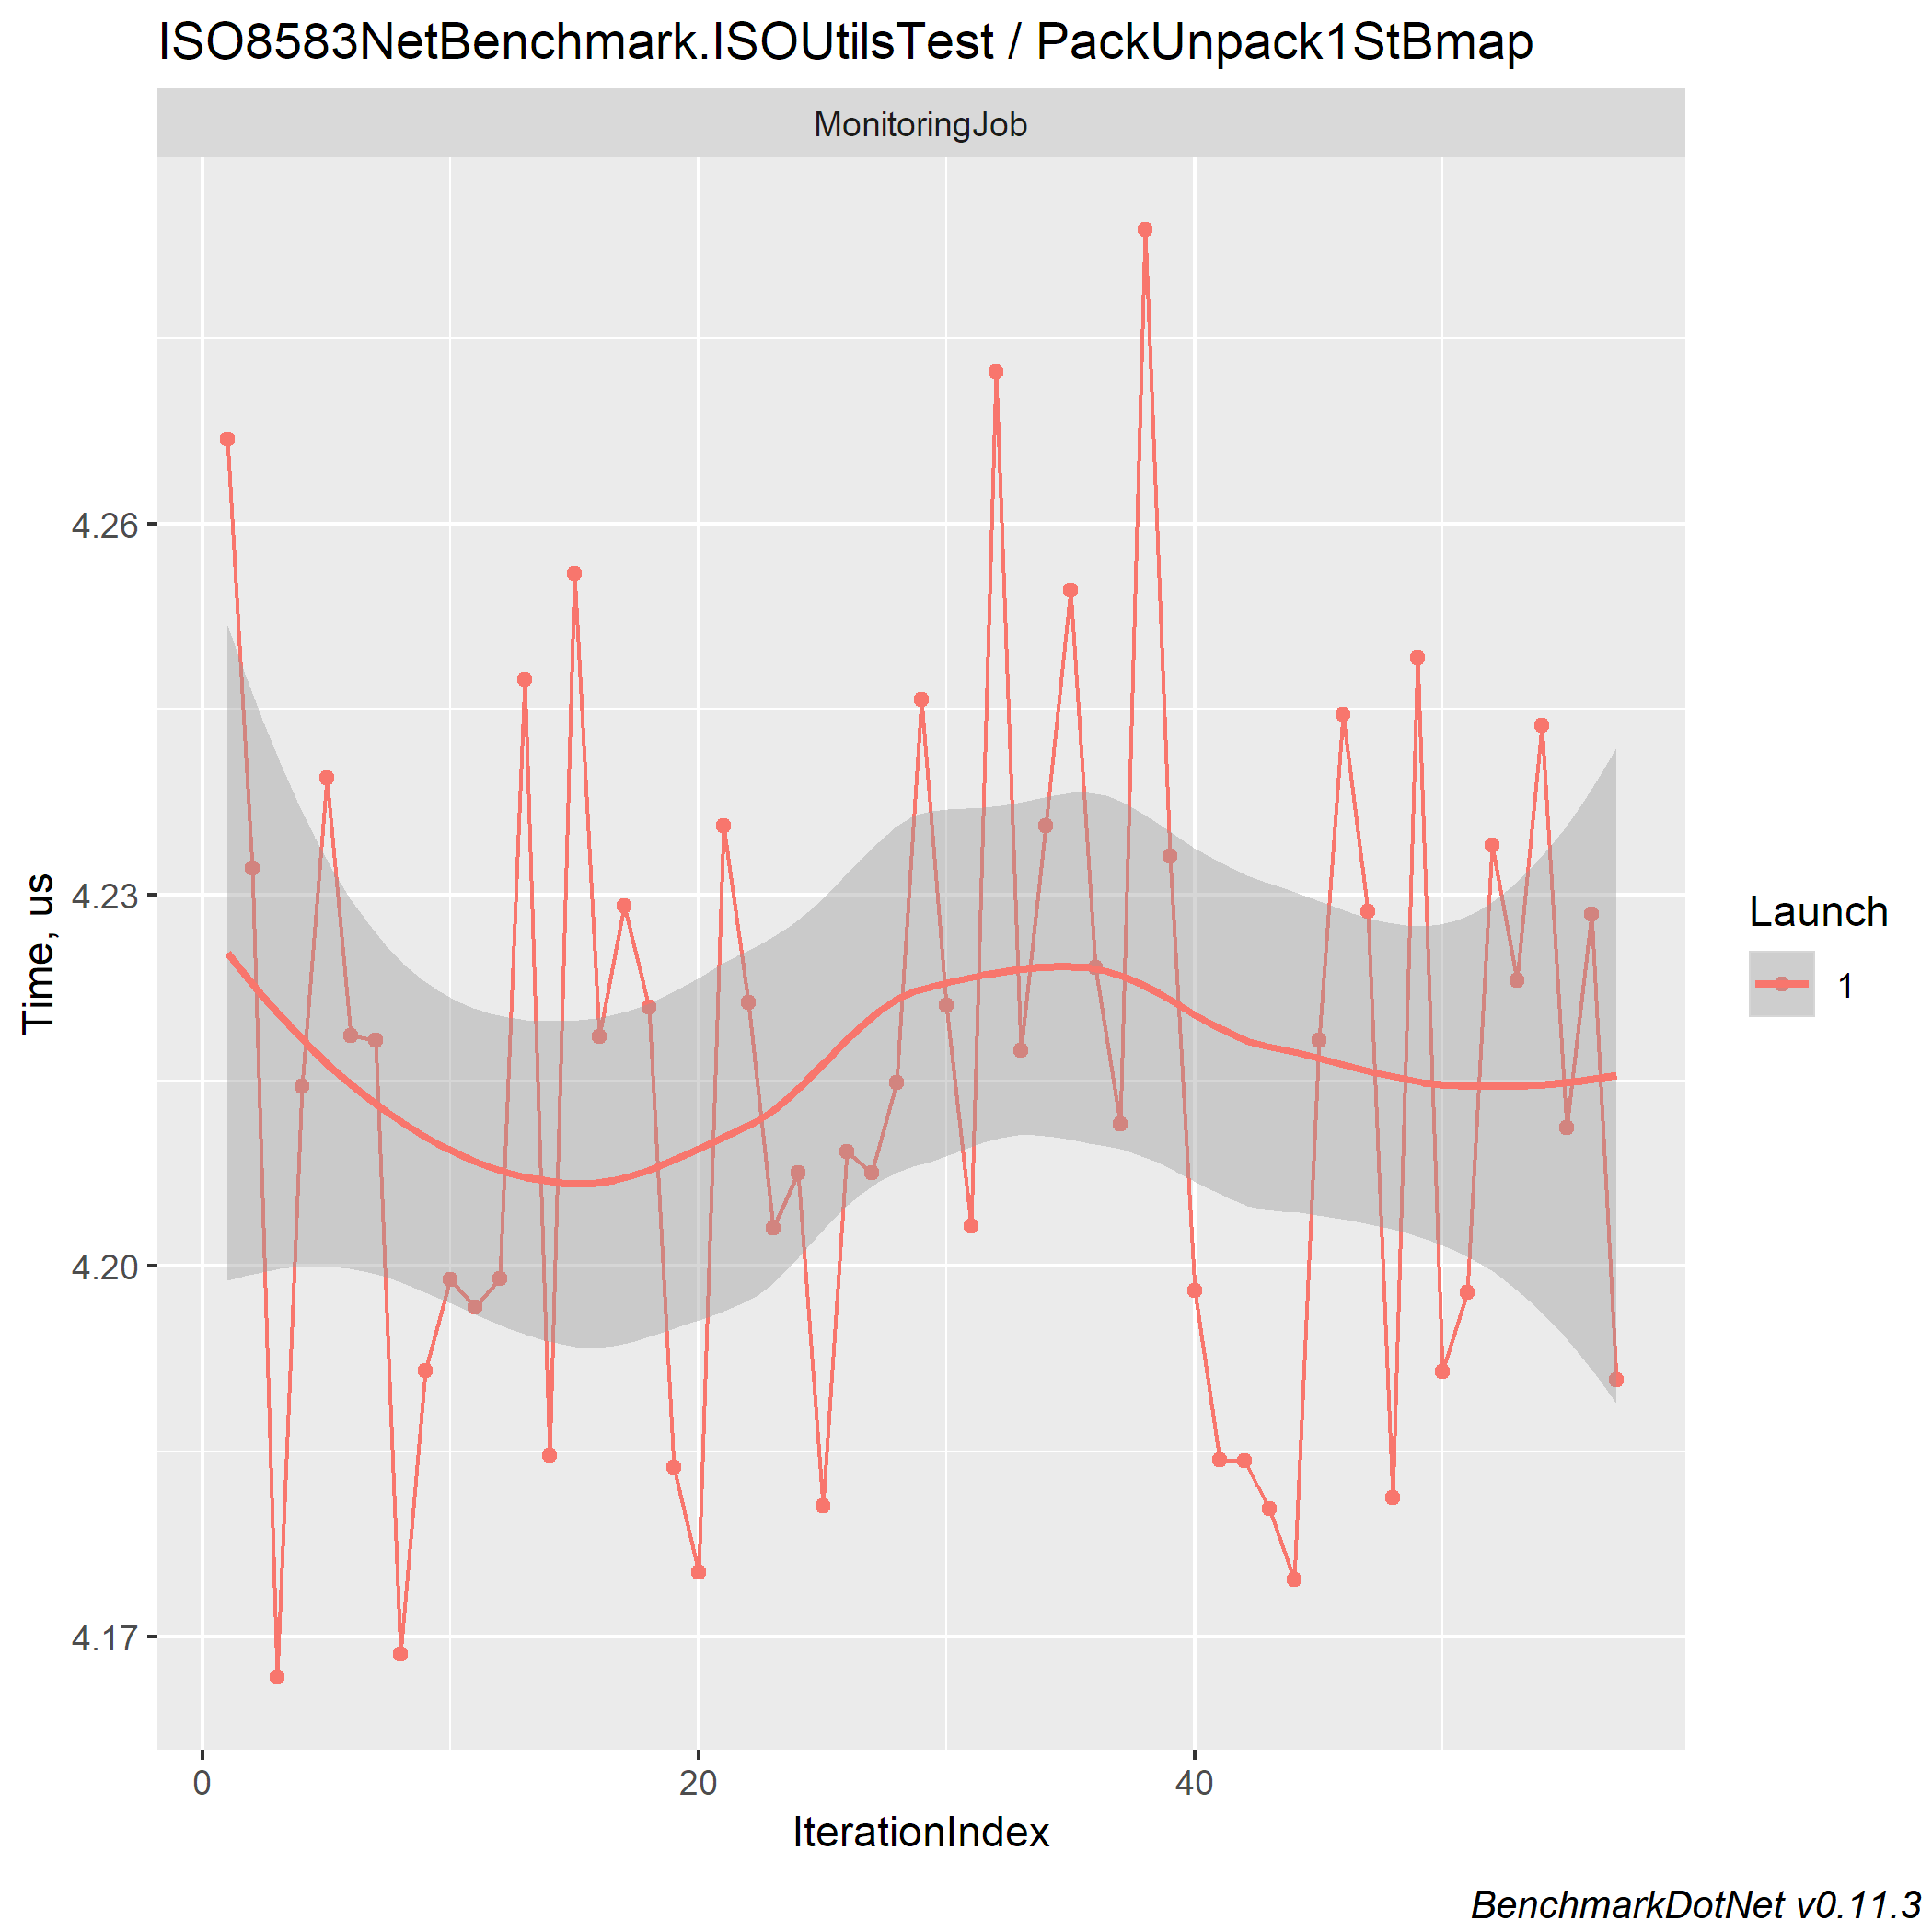 ISO8583NetBenchmark.ISOUtilsTest / PackUnpack1StBmap
MonitoringJob
4.26
4.23
4.20
4.17
Time, us
0 20 40
IterationIndex
Launch
1
BenchmarkDotNet v0.11.3